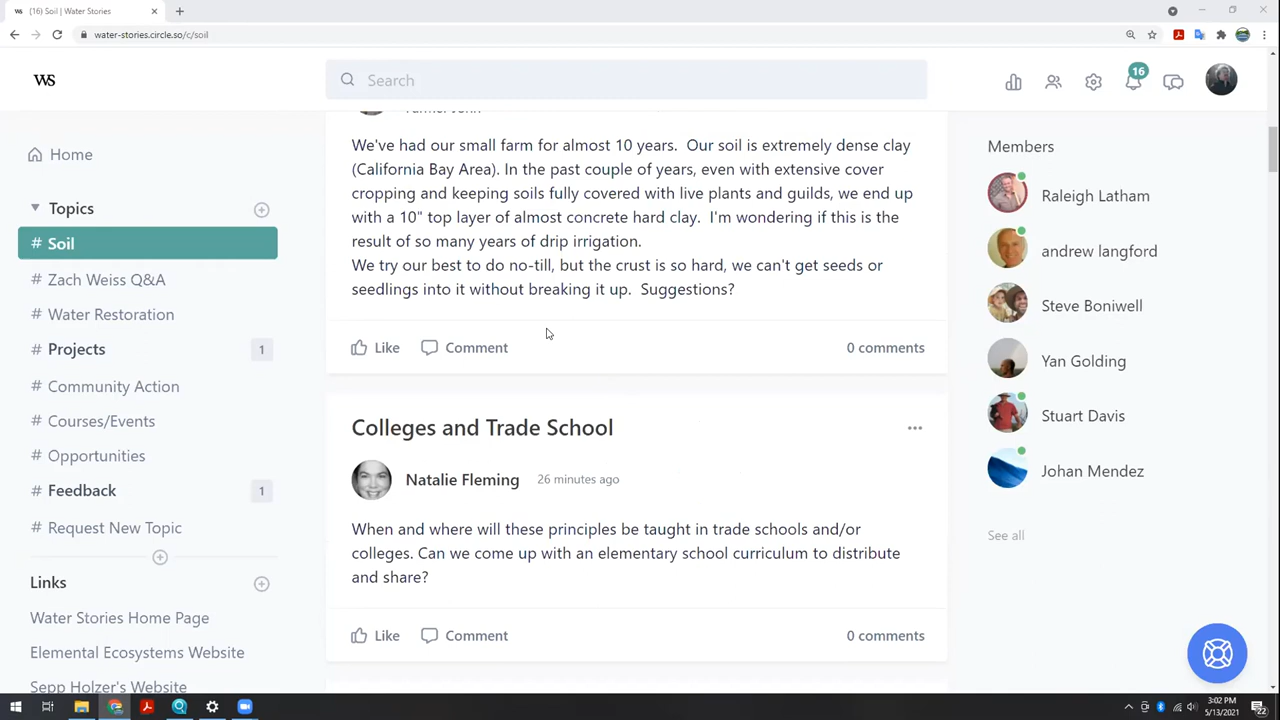 (16) Soil | Water Stories
water-stories.circle.so/c/soil
WS
Search
16
Home
Topics
# Soil
# Zach Weiss Q&A
# Water Restoration
# Projects 1
# Community Action
# Courses/Events
# Opportunities
# Feedback 1
# Request New Topic
Links
Water Stories Home Page
Elemental Ecosystems Website
Sepp Holzer's Website
We've had our small farm for almost 10 years. Our soil is extremely dense clay
(California Bay Area). In the past couple of years, even with extensive cover
cropping and keeping soils fully covered with live plants and guilds, we end up
with a 10" top layer of almost concrete hard clay. I'm wondering if this is the
result of so many years of drip irrigation.
We try our best to do no-till, but the crust is so hard, we can't get seeds or
seedlings into it without breaking it up. Suggestions?
Like Comment 0 comments
Colleges and Trade School
Natalie Fleming 26 minutes ago
When and where will these principles be taught in trade schools and/or
colleges. Can we come up with an elementary school curriculum to distribute
and share?
Like Comment 0 comments
Members
Raleigh Latham
andrew langford
Steve Boniwell
Yan Golding
Stuart Davis
Johan Mendez
See all
3:02 PM
5/13/2021
22